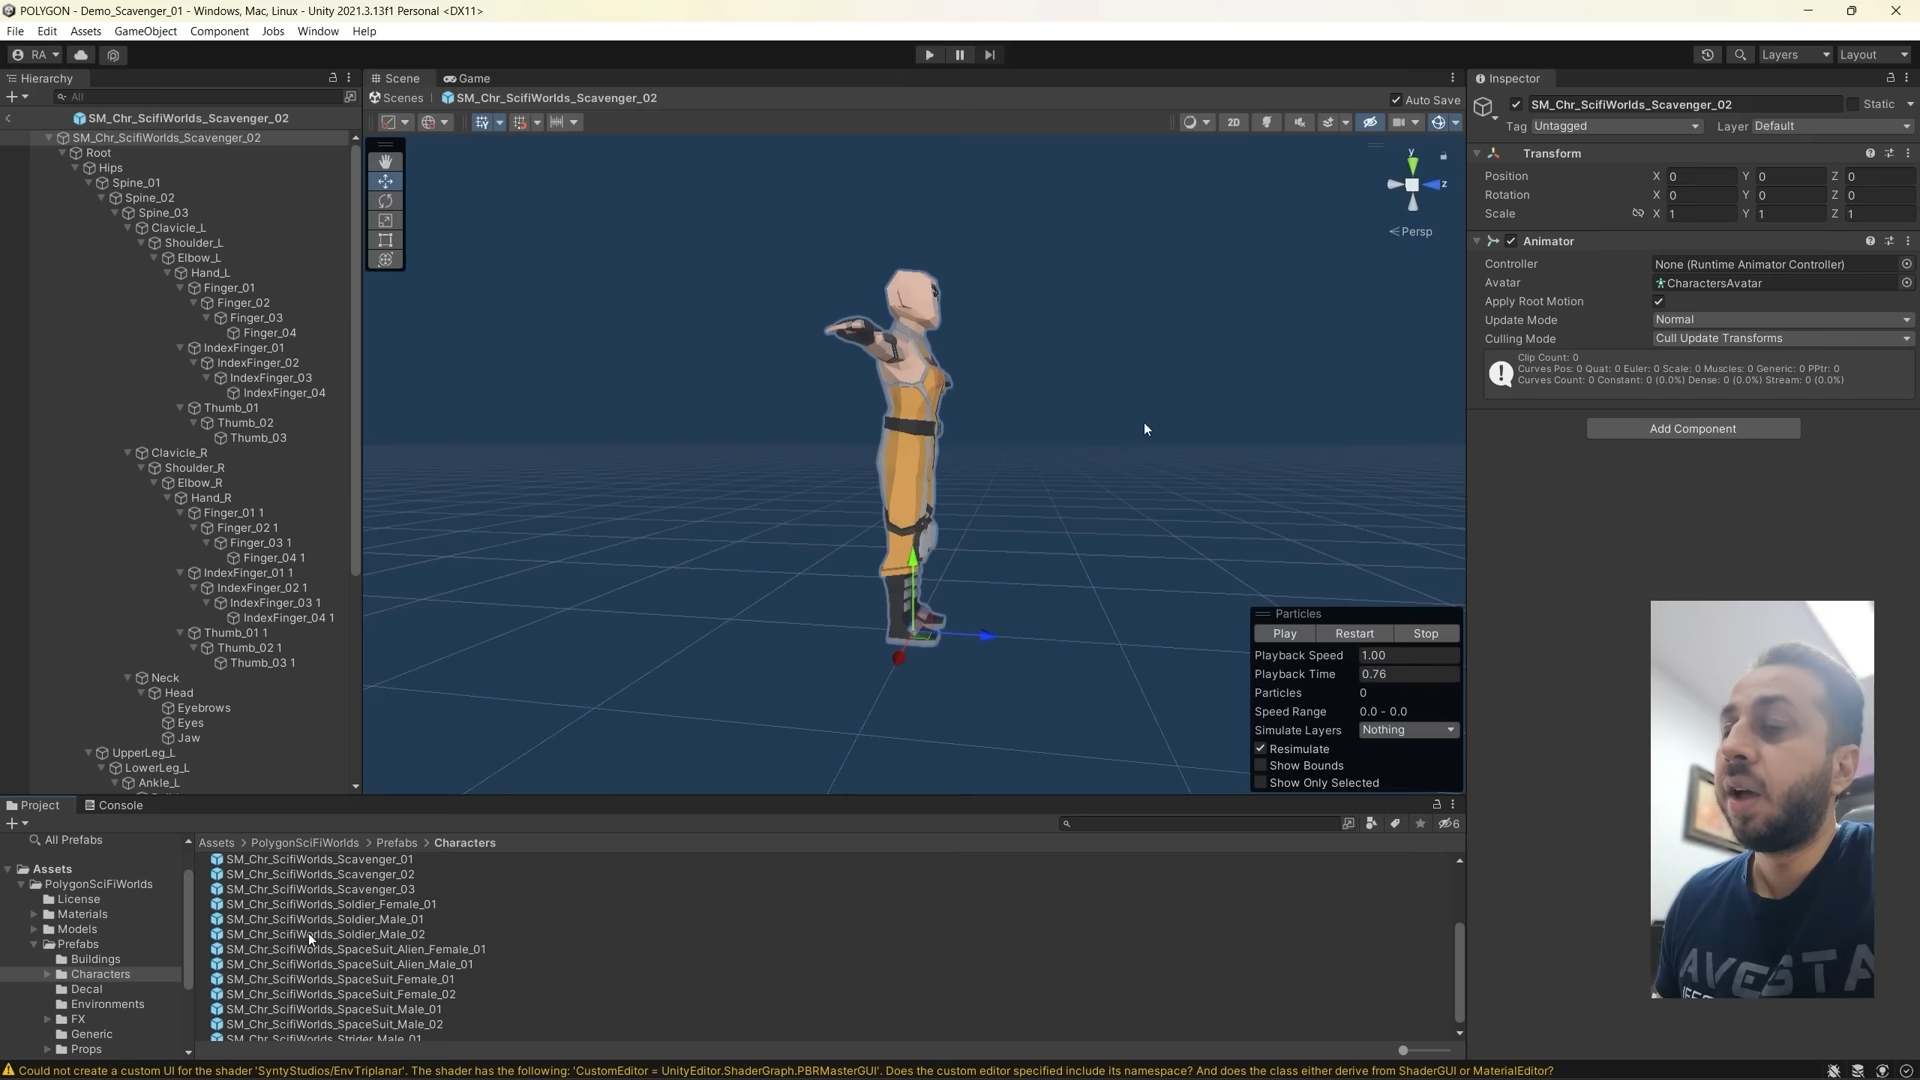 POLYGON - Demo_Scavenger_01 - Windows, Mac, Linux - Unity 2021.3.13f1 Personal <DX11>
File Edit Assets GameObject Component Jobs Window Help
RA Layers Layout
Hierarchy
All
SM_Chr_ScifiWorlds_Scavenger_02
SM_Chr_ScifiWorlds_Scavenger_02
Root
Hips
Spine_01
Spine_02
Spine_03
Clavicle_L
Shoulder_L
Elbow_L
Hand_L
Finger_01
Finger_02
Finger_03
Finger_04
IndexFinger_01
IndexFinger_02
IndexFinger_03
IndexFinger_04
Thumb_01
Thumb_02
Thumb_03
Clavicle_R
Shoulder_R
Elbow_R
Hand_R
Finger_01 1
Finger_02 1
Finger_03 1
Finger_04 1
IndexFinger_01 1
IndexFinger_02 1
IndexFinger_03 1
IndexFinger_04 1
Thumb_01 1
Thumb_02 1
Thumb_03 1
Neck
Head
Eyebrows
Eyes
Jaw
UpperLeg_L
LowerLeg_L
Ankle_L
Scene Game
Scenes SM_Chr_ScifiWorlds_Scavenger_02 Auto Save
2D
y
z
Persp
Particles
Play Restart Stop
Playback Speed 1.00
Playback Time 0.76
Particles 0
Speed Range 0.0 - 0.0
Simulate Layers Nothing
Resimulate
Show Bounds
Show Only Selected
Inspector
SM_Chr_ScifiWorlds_Scavenger_02 Static
Tag Untagged Layer Default
Transform
Position X 0 Y 0 Z 0
Rotation X 0 Y 0 Z 0
Scale X 1 Y 1 Z 1
Animator
Controller None (Runtime Animator Controller)
Avatar CharactersAvatar
Apply Root Motion
Update Mode Normal
Culling Mode Cull Update Transforms
Clip Count: 0
Curves Pos: 0 Quat: 0 Euler: 0 Scale: 0 Muscles: 0 Generic: 0 PPtr: 0
Curves Count: 0 Constant: 0 (0.0%) Dense: 0 (0.0%) Stream: 0 (0.0%)
Add Component
Project Console
6
All Prefabs
Assets
PolygonSciFiWorlds
License
Materials
Models
Prefabs
Buildings
Characters
Decal
Environments
FX
Generic
Props
Assets > PolygonSciFiWorlds > Prefabs > Characters
SM_Chr_ScifiWorlds_Scavenger_01
SM_Chr_ScifiWorlds_Scavenger_02
SM_Chr_ScifiWorlds_Scavenger_03
SM_Chr_ScifiWorlds_Soldier_Female_01
SM_Chr_ScifiWorlds_Soldier_Male_01
SM_Chr_ScifiWorlds_Soldier_Male_02
SM_Chr_ScifiWorlds_SpaceSuit_Alien_Female_01
SM_Chr_ScifiWorlds_SpaceSuit_Alien_Male_01
SM_Chr_ScifiWorlds_SpaceSuit_Female_01
SM_Chr_ScifiWorlds_SpaceSuit_Female_02
SM_Chr_ScifiWorlds_SpaceSuit_Male_01
SM_Chr_ScifiWorlds_SpaceSuit_Male_02
SM_Chr_ScifiWorlds_Strider_Male_01
AVESTA
Could not create a custom UI for the shader 'SyntyStudios/EnvTriplanar'. The shader has the following: 'CustomEditor = UnityEditor.ShaderGraph.PBRMasterGUI'. Does the custom editor specified include its namespace? And does the class either derive from ShaderGUI or MaterialEditor?